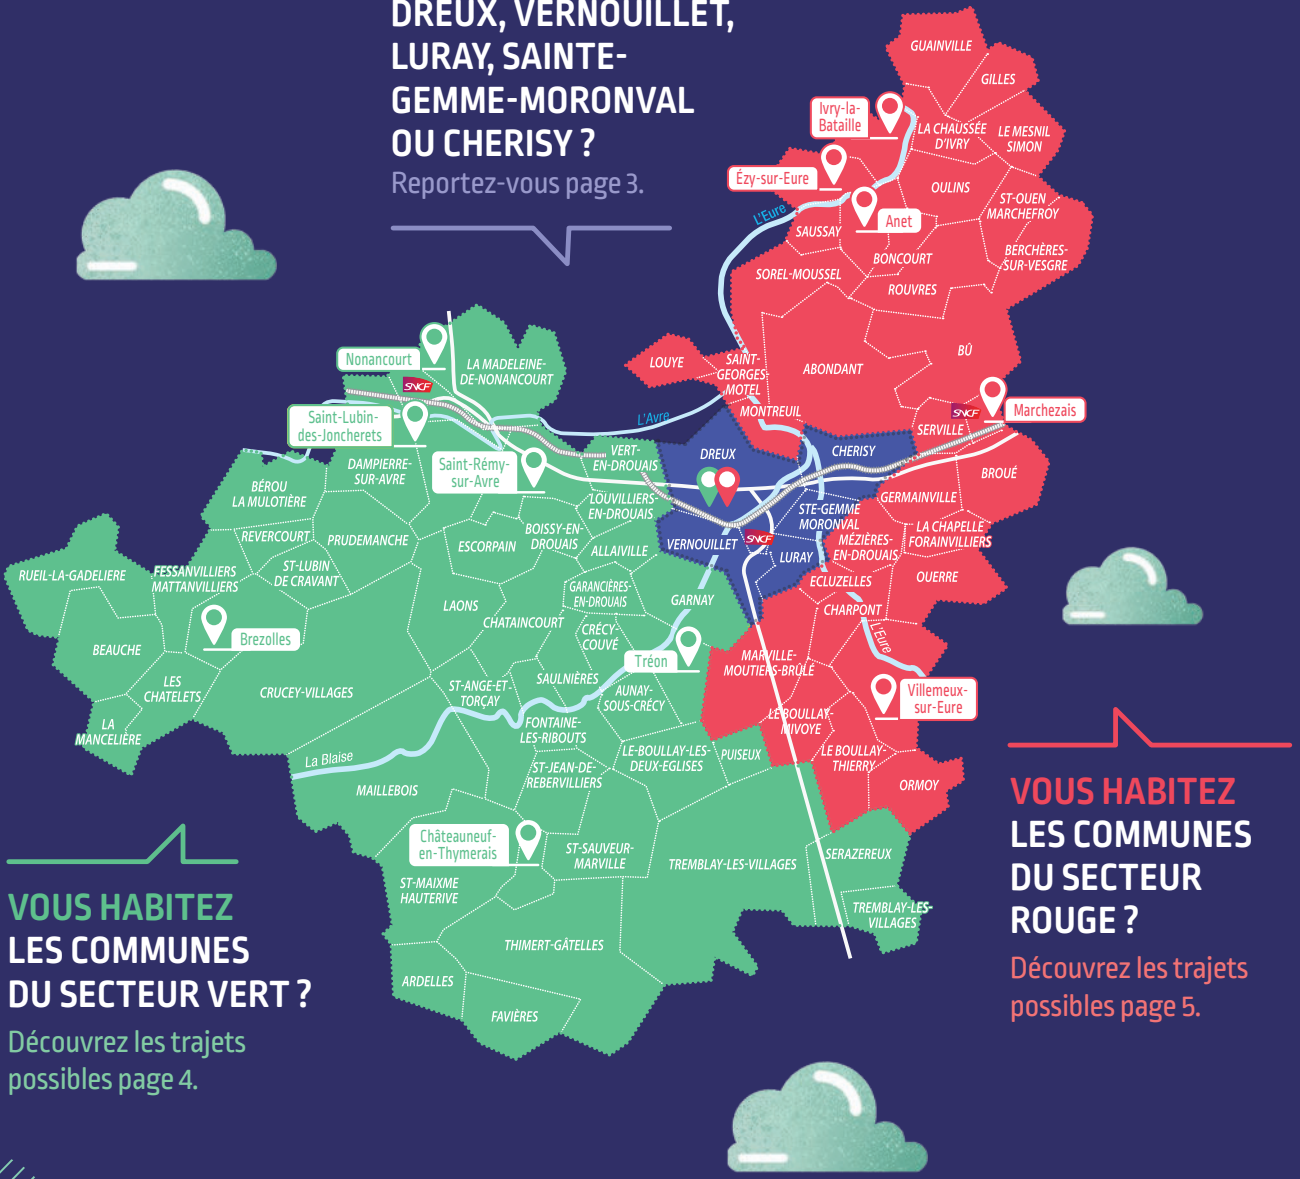 DREUX, VERNOUILLET,
LURAY, SAINTE-
GEMME-MORONVAL
OU CHERISY ?
Reportez-vous page 3.
GUAINVILLE
GILLES
Ivry-la-
Bataille
LA CHAUSSÉE
D'IVRY
LE MESNIL
SIMON
Ézy-sur-Eure
OULINS
ST-OUEN
MARCHEFROY
Anet
L'Eure
SAUSSAY
BERCHÈRES-
SUR-VESGRE
BONCOURT
SOREL-MOUSSEL
ROUVRES
BÛ
ABONDANT
LOUYE
SAINT-
GEORGES-
MOTEL
MONTREUIL
SNCF
Marchezais
SERVILLE
Nonancourt
LA MADELEINE-
DE-NONANCOURT
SNCF
L'Avre
Saint-Lubin-
des-Joncherets
Saint-Rémy-
sur-Avre
VERT-
EN-DROUAIS
DREUX
CHERISY
BROUÉ
DAMPIERRE-
SUR-AVRE
BÉROU
LA MULOTIÈRE
LOUVILLIERS-
EN-DROUAIS
GERMAINVILLE
STE-GEMME
MORONVAL
LA CHAPELLE
FORAINVILLIERS
REVERCOURT
PRUDEMANCHE
ESCORPAIN
BOISSY-EN-
DROUAIS
ALLAIVILLE
VERNOUILLET
SNCF
LURAY
MÉZIÈRES-
EN-DROUAIS
OUERRE
ECLUZELLES
RUEIL-LA-GADELIERE
FESSANVILLIERS
MATTANVILLIERS
ST-LUBIN
DE CRAVANT
GARANCIÈRES-
EN-DROUAIS
GARNAY
LAONS
CHATAINCOURT
CHARPONT
L'Eure
CRÉCY-
COUVÉ
Brezolles
BEAUCHE
Tréon
MARVILLE-
MOUTIERS-BRÛLÉ
LES
CHATELETS
CRUCEY-VILLAGES
ST-ANGE-ET-
TORÇAY
SAULNIÈRES
AUNAY-
SOUS-CRÉCY
Villemeux-
sur-Eure
LA
MANCELIÈRE
FONTAINE-
LES-RIBOUTS
LE BOULLAY-
MIVOYE
La Blaise
LE-BOULLAY-LES-
DEUX-EGLISES
PUISEUX
LE BOULLAY-
THIERRY
ST-JEAN-DE-
REBERVILLIERS
MAILLEBOIS
ORMOY
Châteauneuf-
en-Thymerais
ST-SAUVEUR-
MARVILLE
TREMBLAY-LES-VILLAGES
SERAZEREUX
ST-MAIXME
HAUTERIVE
TREMBLAY-LES-
VILLAGES
THIMERT-GÂTELLES
ARDELLES
FAVIÈRES
VOUS HABITEZ
LES COMMUNES
DU SECTEUR VERT ?
Découvrez les trajets
possibles page 4.
VOUS HABITEZ
LES COMMUNES
DU SECTEUR
ROUGE ?
Découvrez les trajets
possibles page 5.